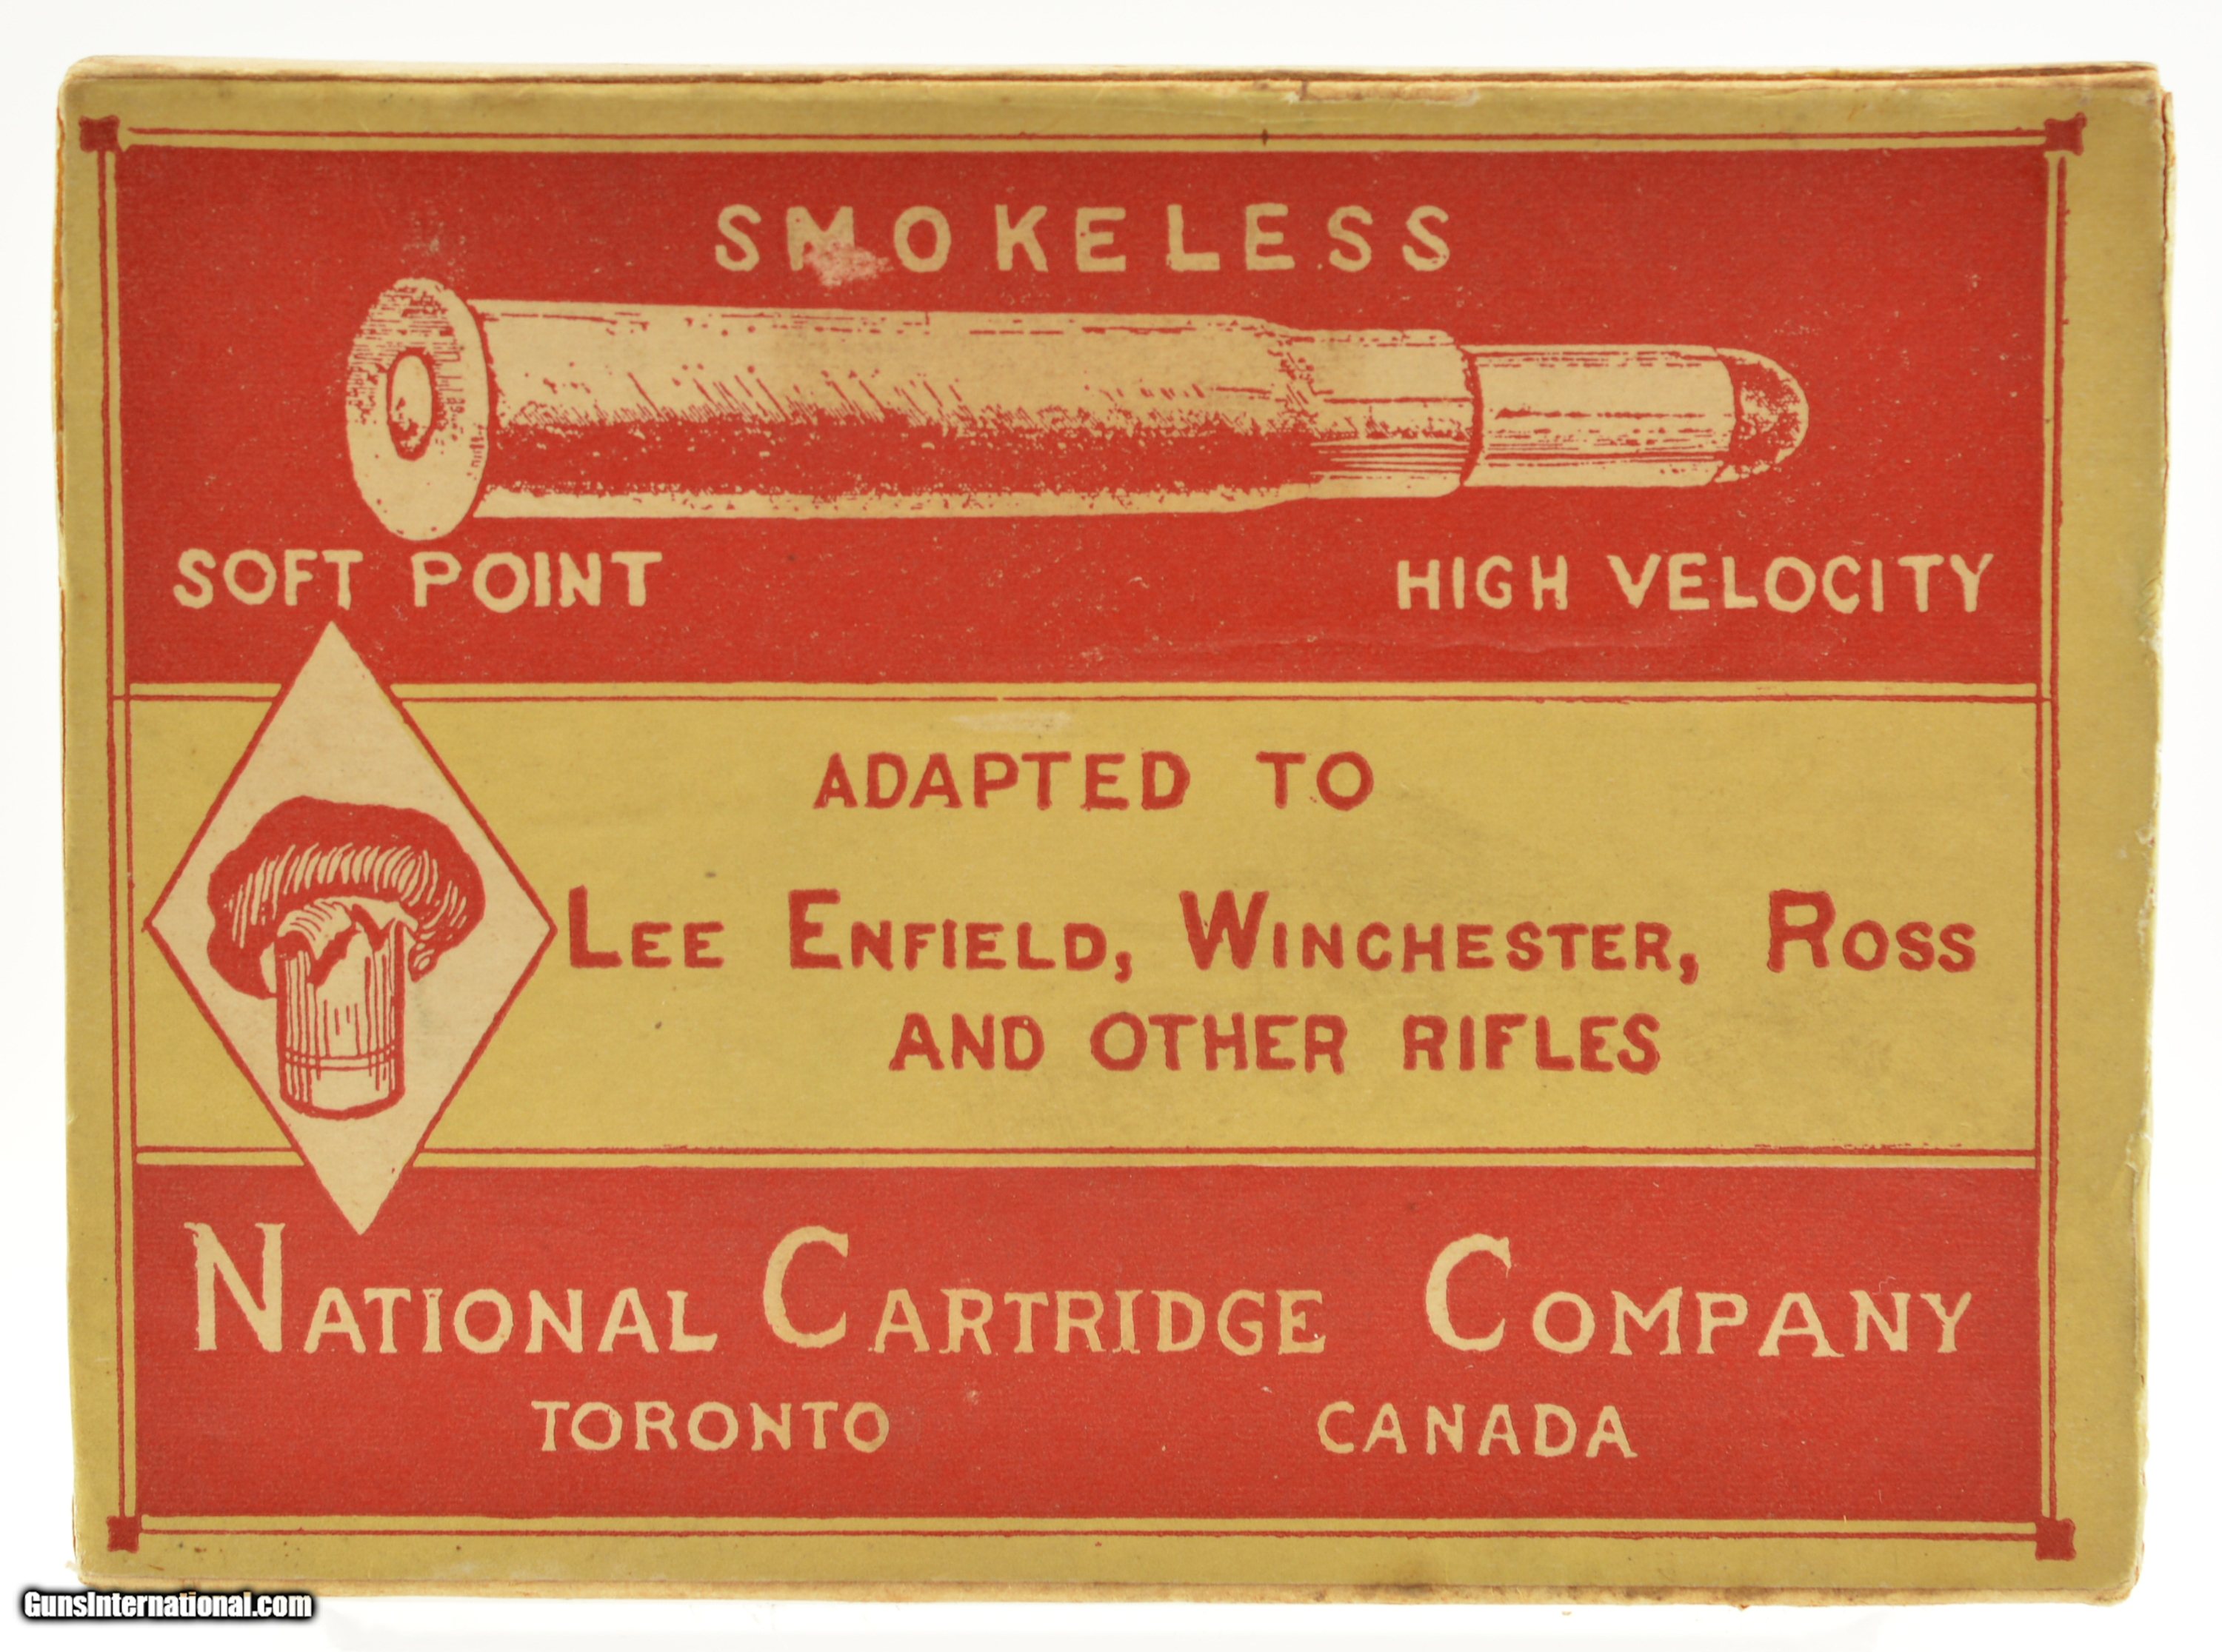 SMOKELESS
SOFT POINT HIGH VELOCITY
ADAPTED TO
LEE ENFIELD, WINCHESTER, ROSS
AND OTHER RIFLES
NATIONAL CARTRIDGE COMPANY
TORONTO CANADA
GunsInternational.com